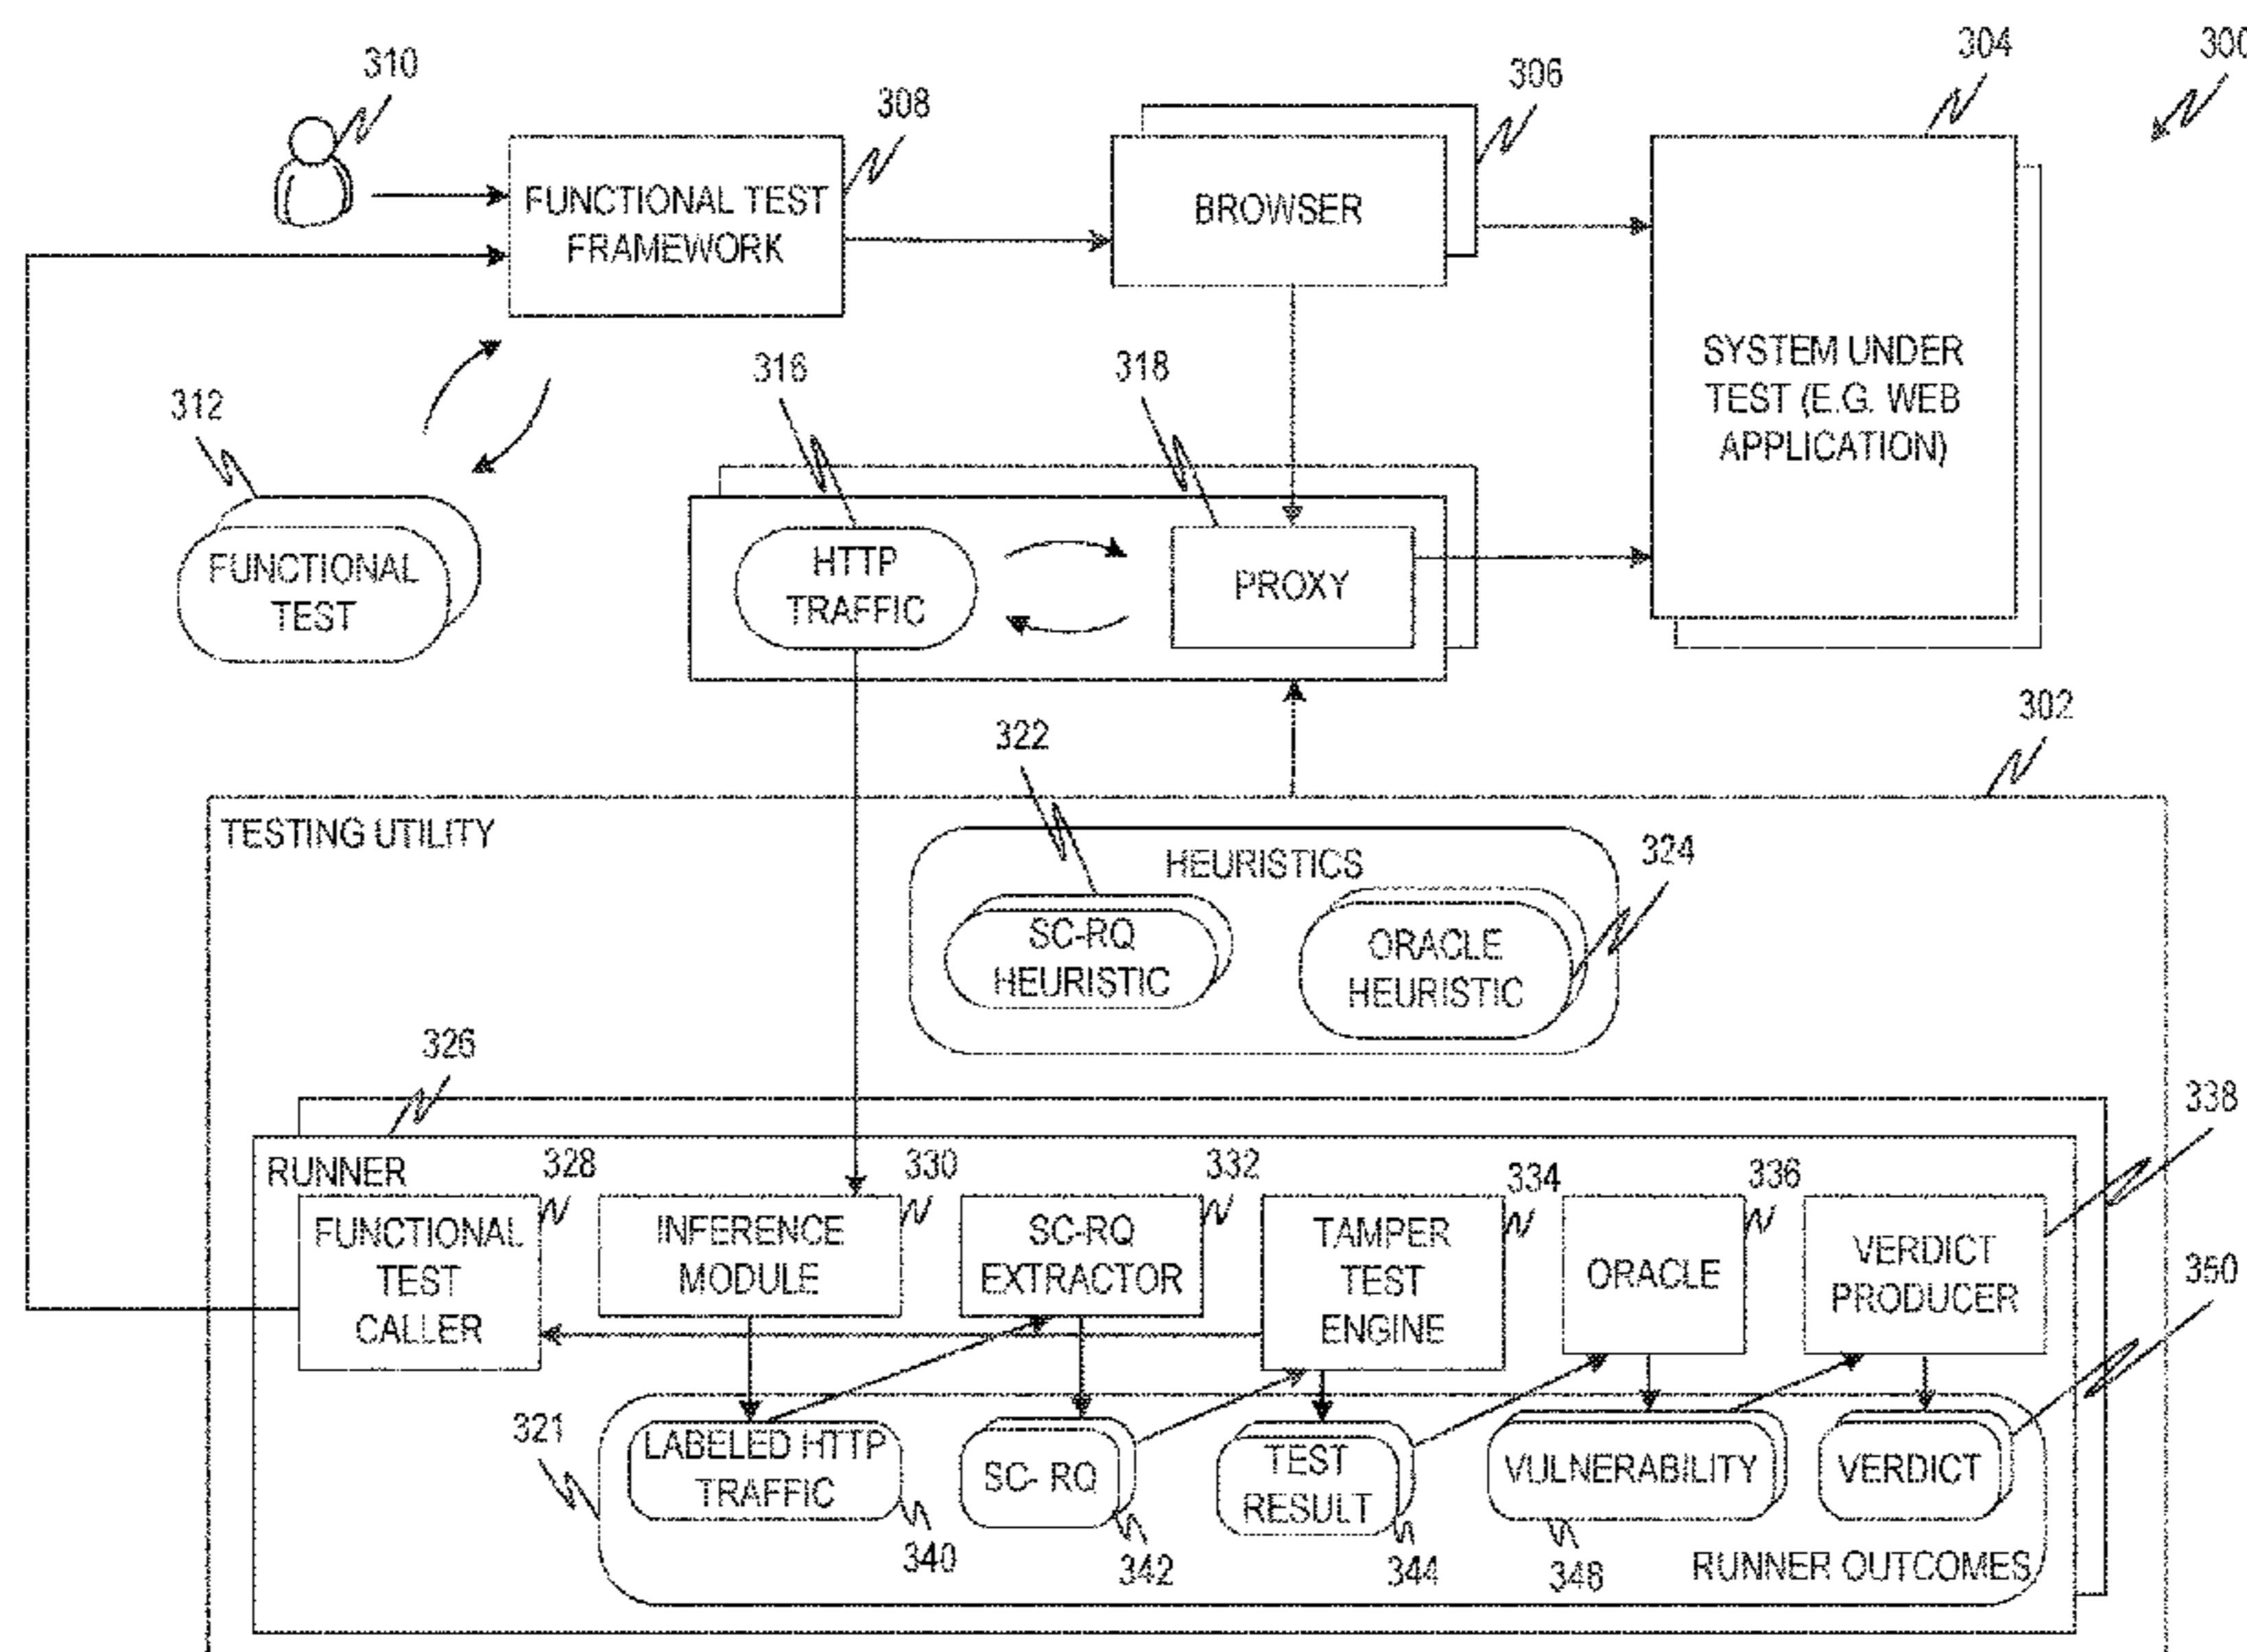 310
308
306
304
300
FUNCTIONAL TEST
FRAMEWORK
BROWSER
SYSTEM UNDER
TEST (E.G. WEB
APPLICATION)
312
316
318
FUNCTIONAL
TEST
HTTP
TRAFFIC
PROXY
302
322
TESTING UTILITY
HEURISTICS
324
SC-RQ
HEURISTIC
ORACLE
HEURISTIC
326
338
RUNNER
328
330
332
334
336
FUNCTIONAL
TEST
CALLER
INFERENCE
MODULE
SC-RQ
EXTRACTOR
TAMPER
TEST
ENGINE
ORACLE
VERDICT
PRODUCER
321
LABELED HTTP
TRAFFIC
SC- RQ
TEST
RESULT
VULNERABILITY
VERDICT
340
342
344
RUNNER OUTCOMES